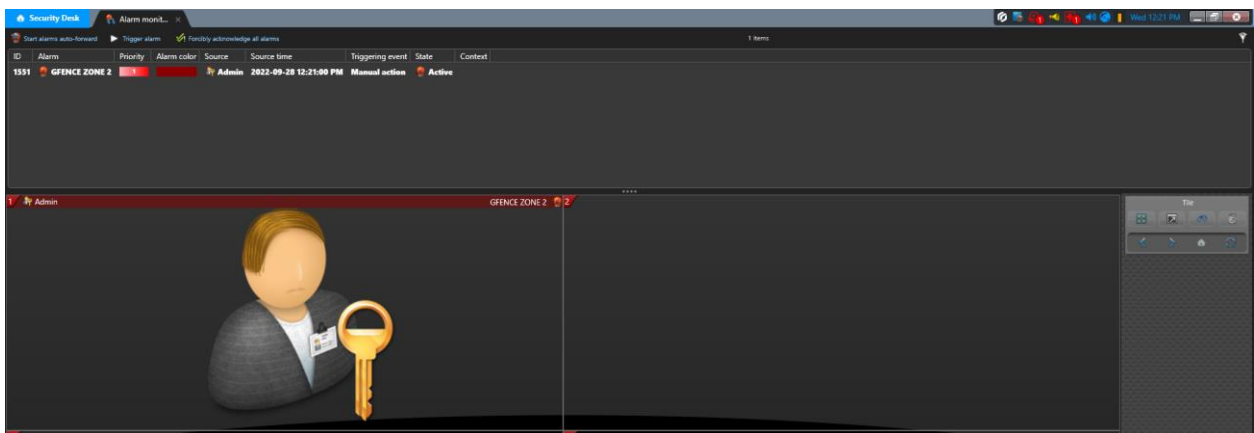 Security Desk Alarm monit... Wed 12:21 PM
Start alarms auto-forward Trigger alarm Forcibly acknowledge all alarms 1 items
ID Alarm Priority Alarm color Source Source time Triggering event State Context
1551 GFENCE ZONE 2 1 Admin 2022-09-28 12:21:00 PM Manual action Active
1 Admin GFENCE ZONE 2 2
Tile